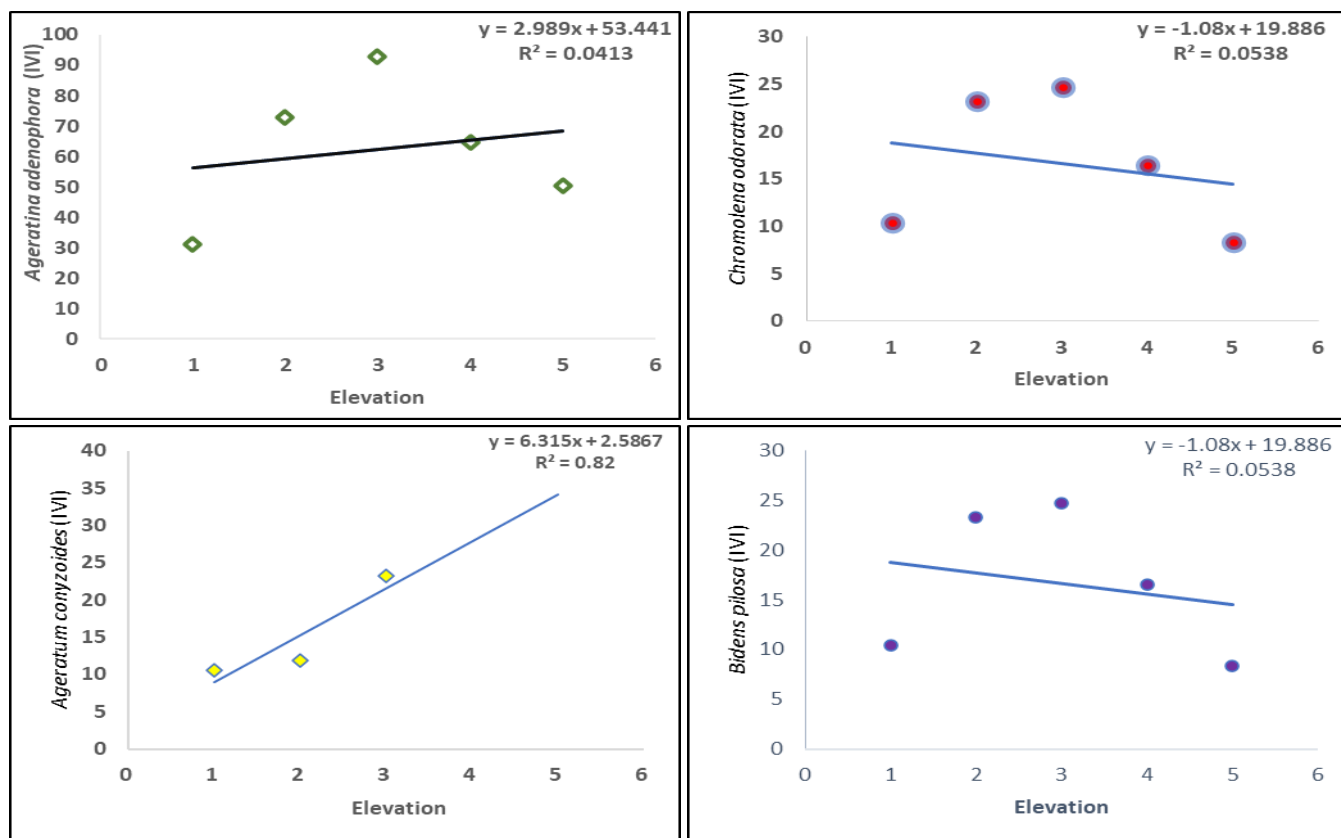 y = 2.989x + 53.441
R² = 0.0413
Ageratina adenophora (IVI)
100
90
80
70
60
50
40
30
20
10
0
0 1 2 3 4 5 6
Elevation
y = -1.08x + 19.886
R² = 0.0538
Chromolena odorata (IVI)
30
25
20
15
10
5
0
0 1 2 3 4 5 6
Elevation
y = 6.315x + 2.5867
R² = 0.82
Ageratum conyzoides (IVI)
40
35
30
25
20
15
10
5
0
0 1 2 3 4 5 6
Elevation
y = -1.08x + 19.886
R² = 0.0538
Bidens pilosa (IVI)
30
25
20
15
10
5
0
0 1 2 3 4 5 6
Elevation